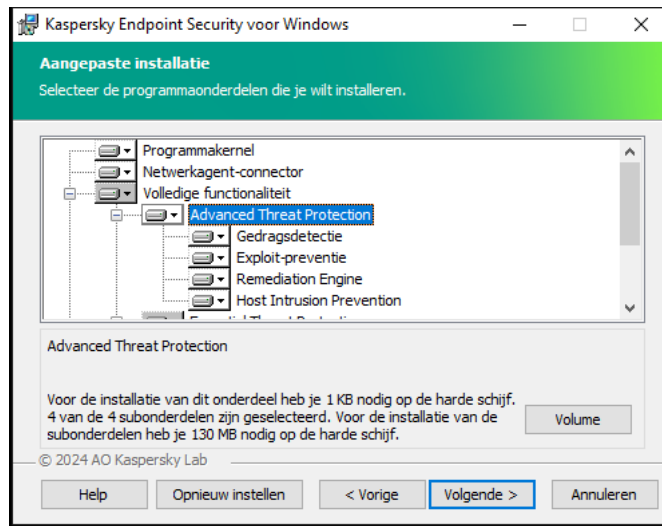 Kaspersky Endpoint Security voor Windows
Aangepaste installatie
Selecteer de programmaonderdelen die je wilt installeren.
Programmakernel
Netwerkagent-connector
Volledige functionaliteit
Advanced Threat Protection
Gedragsdetectie
Exploit-preventie
Remediation Engine
Host Intrusion Prevention
Advanced Threat Protection
Voor de installatie van dit onderdeel heb je 1 KB nodig op de harde schijf.
4 van de 4 subonderdelen zijn geselecteerd. Voor de installatie van de
subonderdelen heb je 130 MB nodig op de harde schijf.
Volume
© 2024 AO Kaspersky Lab
Help
Opnieuw instellen
< Vorige
Volgende >
Annuleren